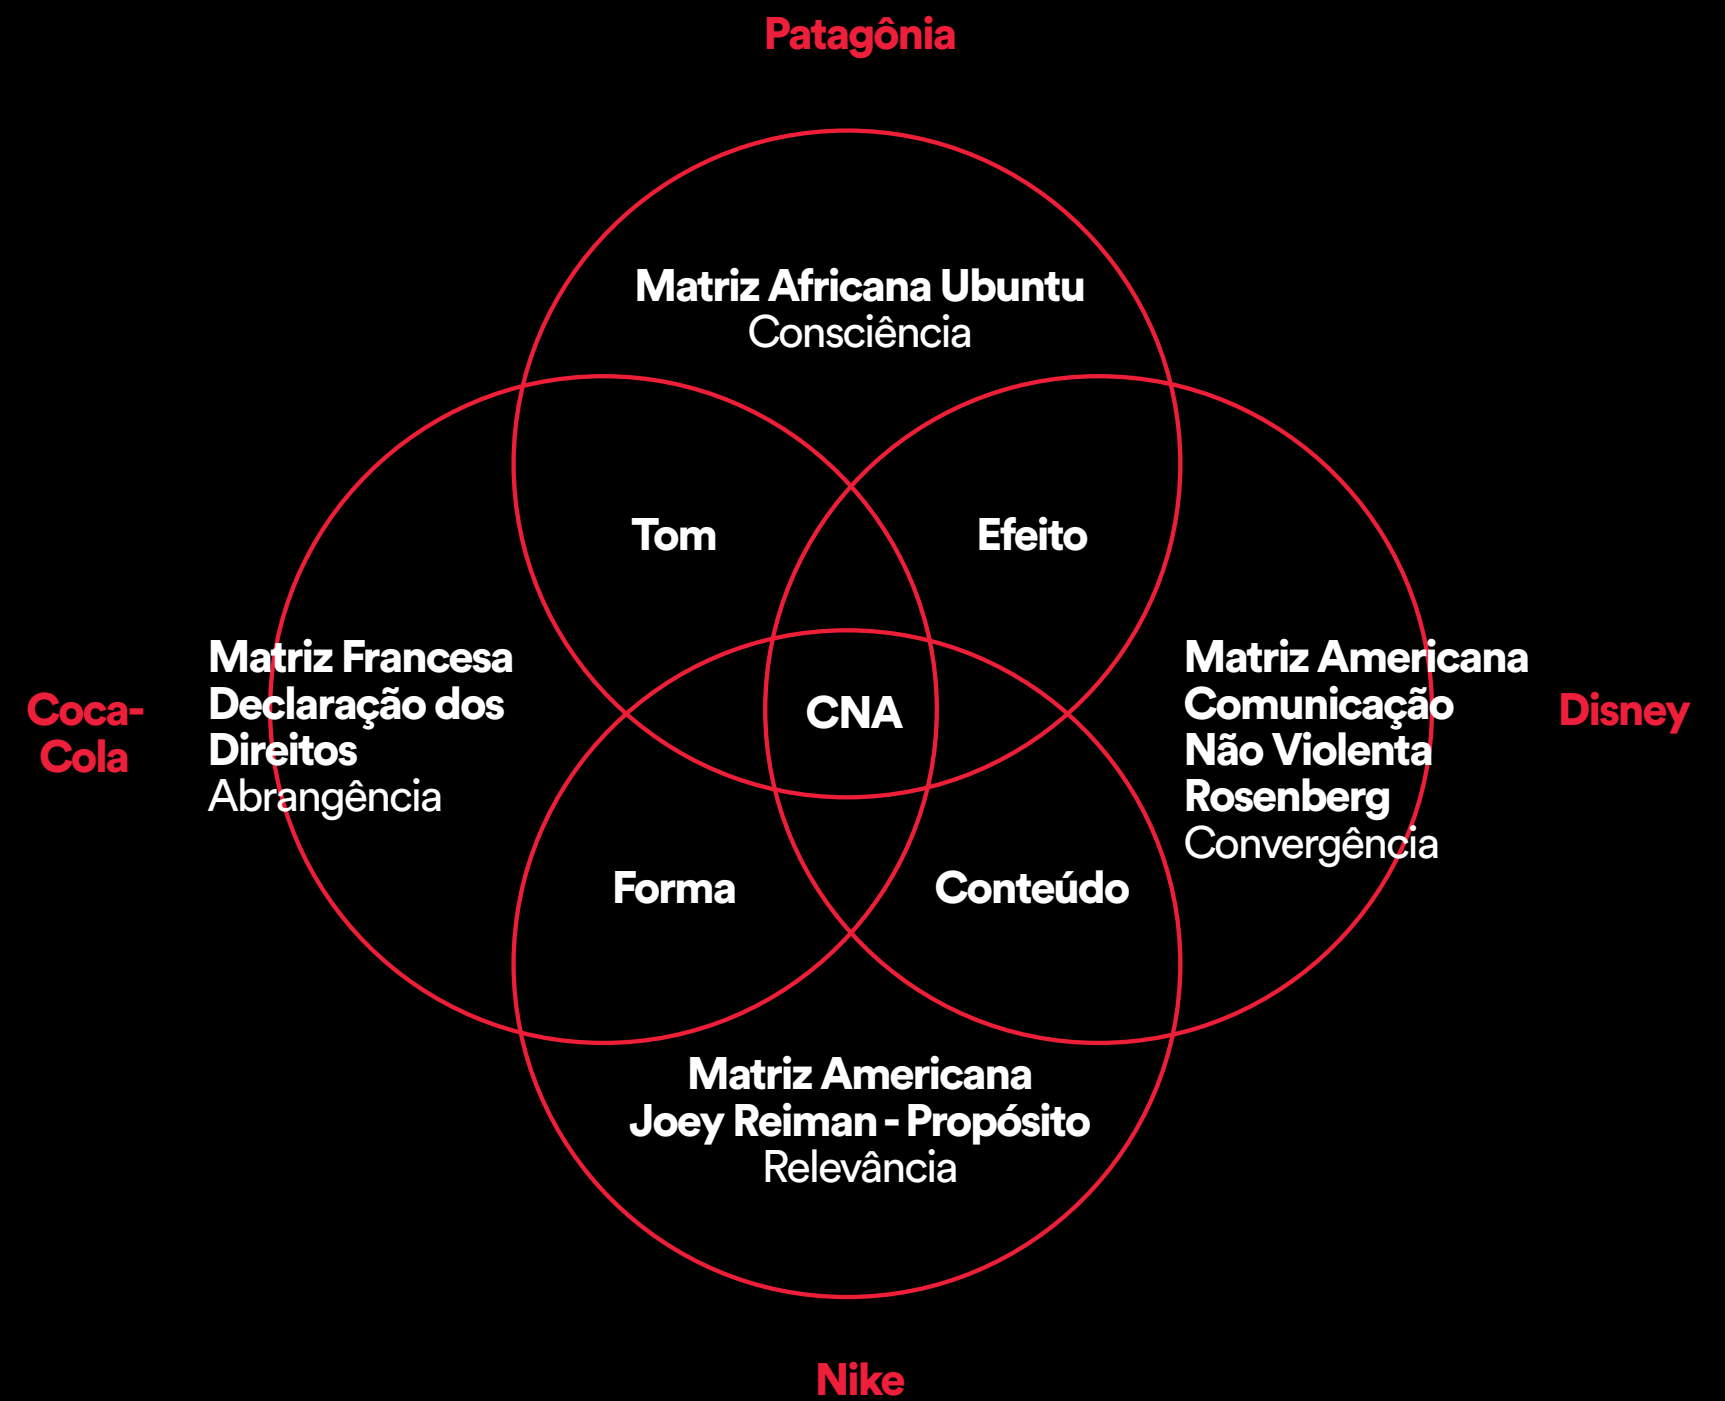 Patagônia
Matriz Africana Ubuntu
Consciência
Tom
Efeito
Coca-
Cola
Matriz Francesa
Declaração dos
Direitos
Abrangência
CNA
Matriz Americana
Comunicação
Não Violenta
Rosenberg
Convergência
Disney
Forma
Conteúdo
Matriz Americana
Joey Reiman - Propósito
Relevância
Nike